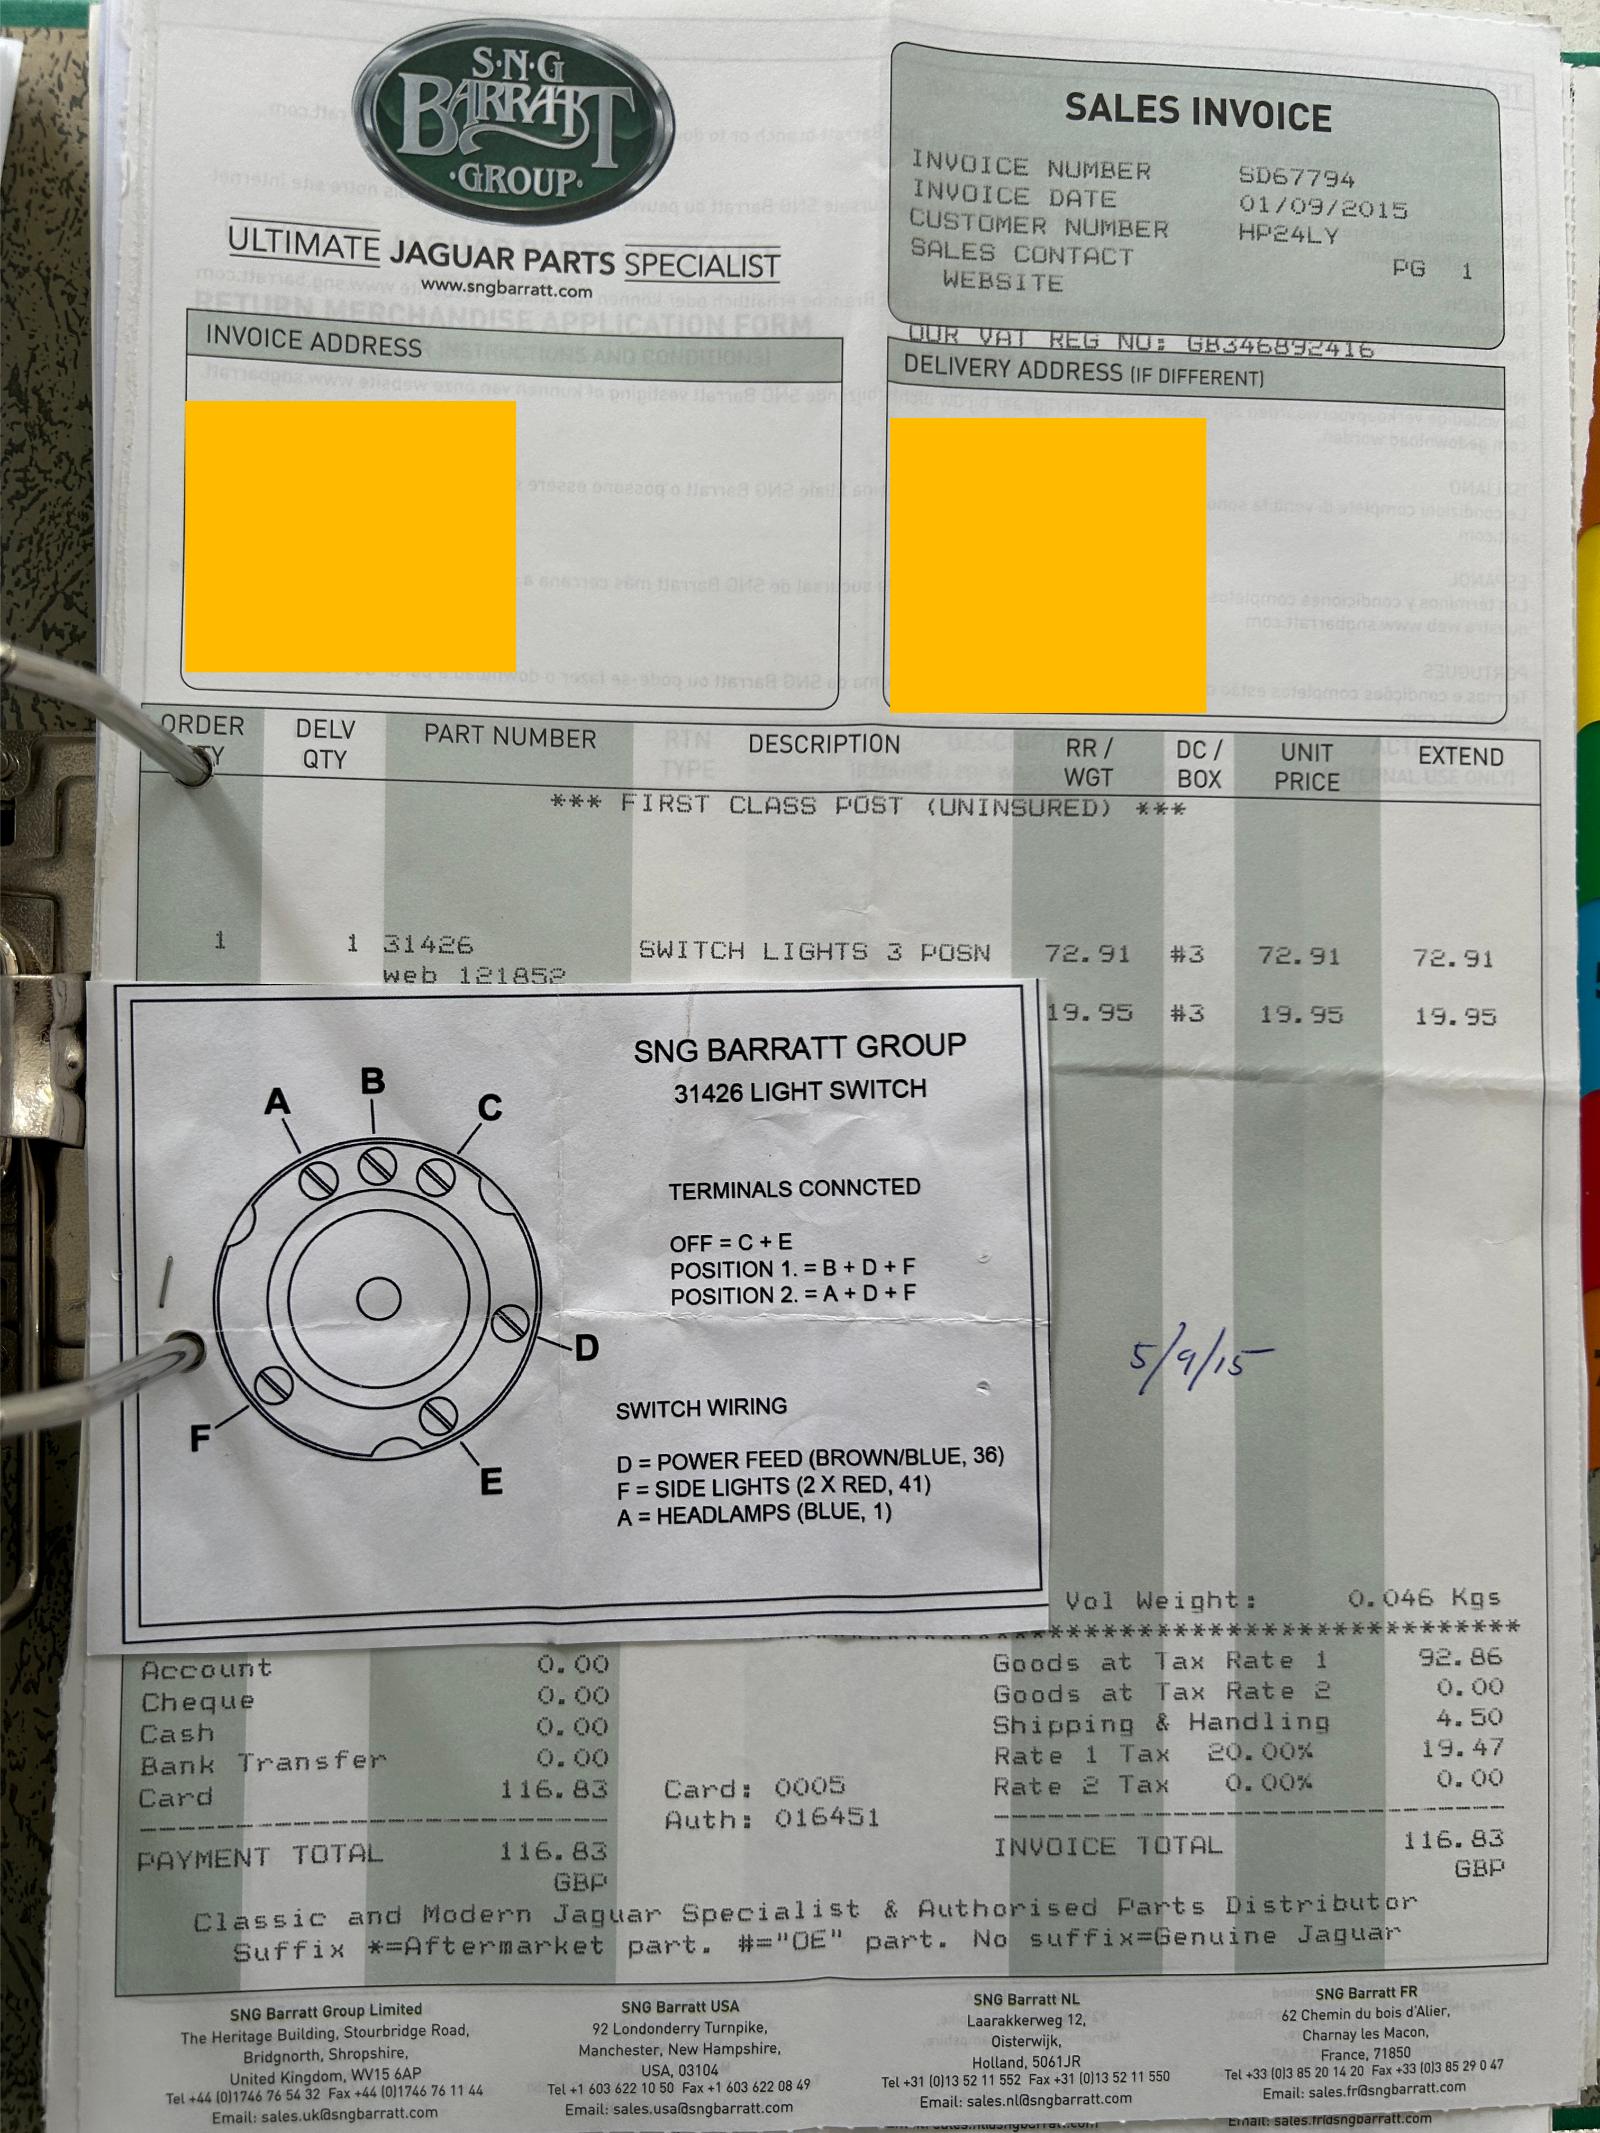 S·N·G
BARRATT
·GROUP·
ULTIMATE JAGUAR PARTS SPECIALIST
www.sngbarratt.com
SALES INVOICE
INVOICE NUMBER SD67794
INVOICE DATE 01/09/2015
CUSTOMER NUMBER HP24LY
SALES CONTACT
WEBSITE PG 1
OUR VAT REG NO: GB346892416
INVOICE ADDRESS
DELIVERY ADDRESS (IF DIFFERENT)
ORDER DELV PART NUMBER DESCRIPTION RR / DC / UNIT EXTEND
QTY WGT BOX PRICE
*** FIRST CLASS POST (UNINSURED) ***
1 1 31426 SWITCH LIGHTS 3 POSN 72.91 #3 72.91 72.91
web 121852
19.95 #3 19.95 19.95
SNG BARRATT GROUP
31426 LIGHT SWITCH
A
B
C
D
E
F
TERMINALS CONNCTED
OFF = C + E
POSITION 1. = B + D + F
POSITION 2. = A + D + F
SWITCH WIRING
D = POWER FEED (BROWN/BLUE, 36)
F = SIDE LIGHTS (2 X RED, 41)
A = HEADLAMPS (BLUE, 1)
5/9/15
Vol Weight: 0.046 Kgs
Account 0.00
Cheque 0.00
Cash 0.00
Bank Transfer 0.00
Card 116.83
Card: 0005
Auth: 016451
PAYMENT TOTAL 116.83
GBP
Goods at Tax Rate 1 92.86
Goods at Tax Rate 2 0.00
Shipping & Handling 4.50
Rate 1 Tax 20.00% 19.47
Rate 2 Tax 0.00% 0.00
INVOICE TOTAL 116.83
GBP
Classic and Modern Jaguar Specialist & Authorised Parts Distributor
Suffix *=Aftermarket part. #="OE" part. No suffix=Genuine Jaguar
SNG Barratt Group Limited
The Heritage Building, Stourbridge Road,
Bridgnorth, Shropshire,
United Kingdom, WV15 6AP
Tel +44 (0)1746 76 54 32 Fax +44 (0)1746 76 11 44
Email: sales.uk@sngbarratt.com
SNG Barratt USA
92 Londonderry Turnpike,
Manchester, New Hampshire,
USA, 03104
Tel +1 603 622 10 50 Fax +1 603 622 08 49
Email: sales.usa@sngbarratt.com
SNG Barratt NL
Laarakkerweg 12,
Oisterwijk,
Holland, 5061JR
Tel +31 (0)13 52 11 552 Fax +31 (0)13 52 11 550
Email: sales.nl@sngbarratt.com
SNG Barratt FR
62 Chemin du bois d'Alier,
Charnay les Macon,
France, 71850
Tel +33 (0)3 85 20 14 20 Fax +33 (0)3 85 29 0 47
Email: sales.fr@sngbarratt.com
Email: sales.fr@sngbarratt.com